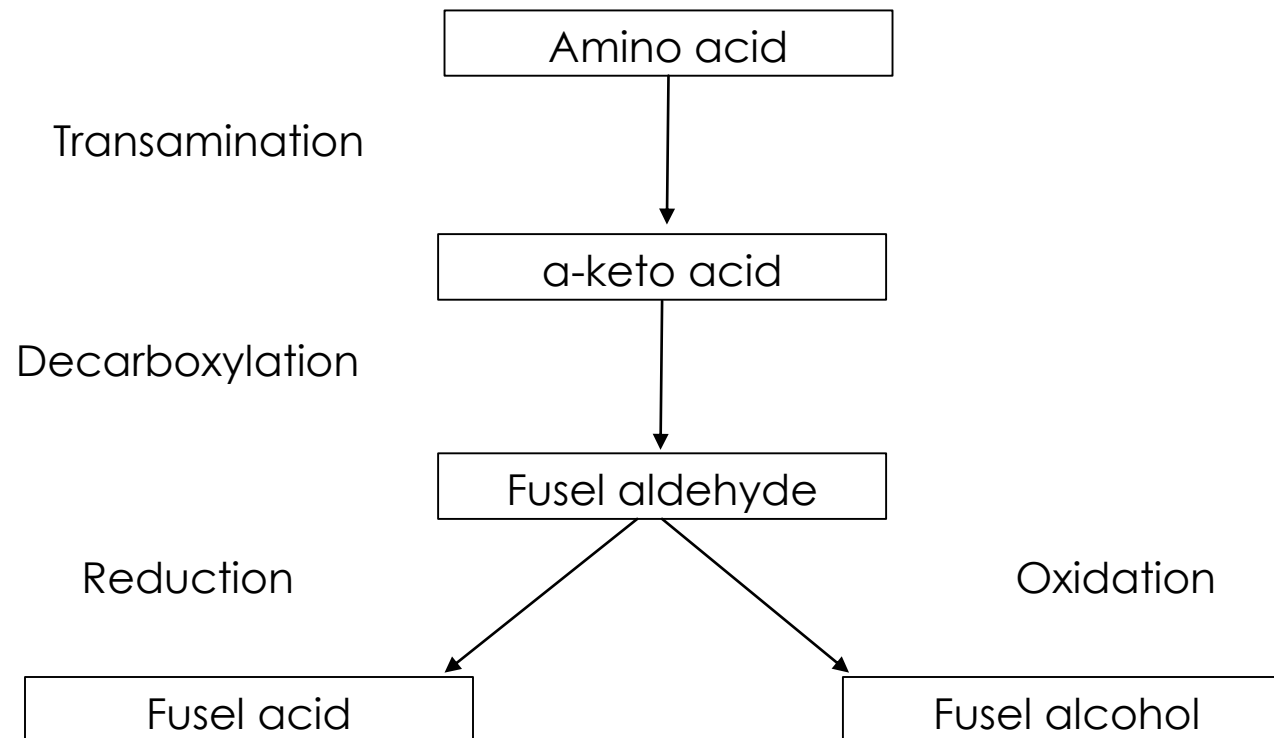 Amino acid
Transamination
α-keto acid
Decarboxylation
Fusel aldehyde
Reduction
Oxidation
Fusel acid
Fusel alcohol